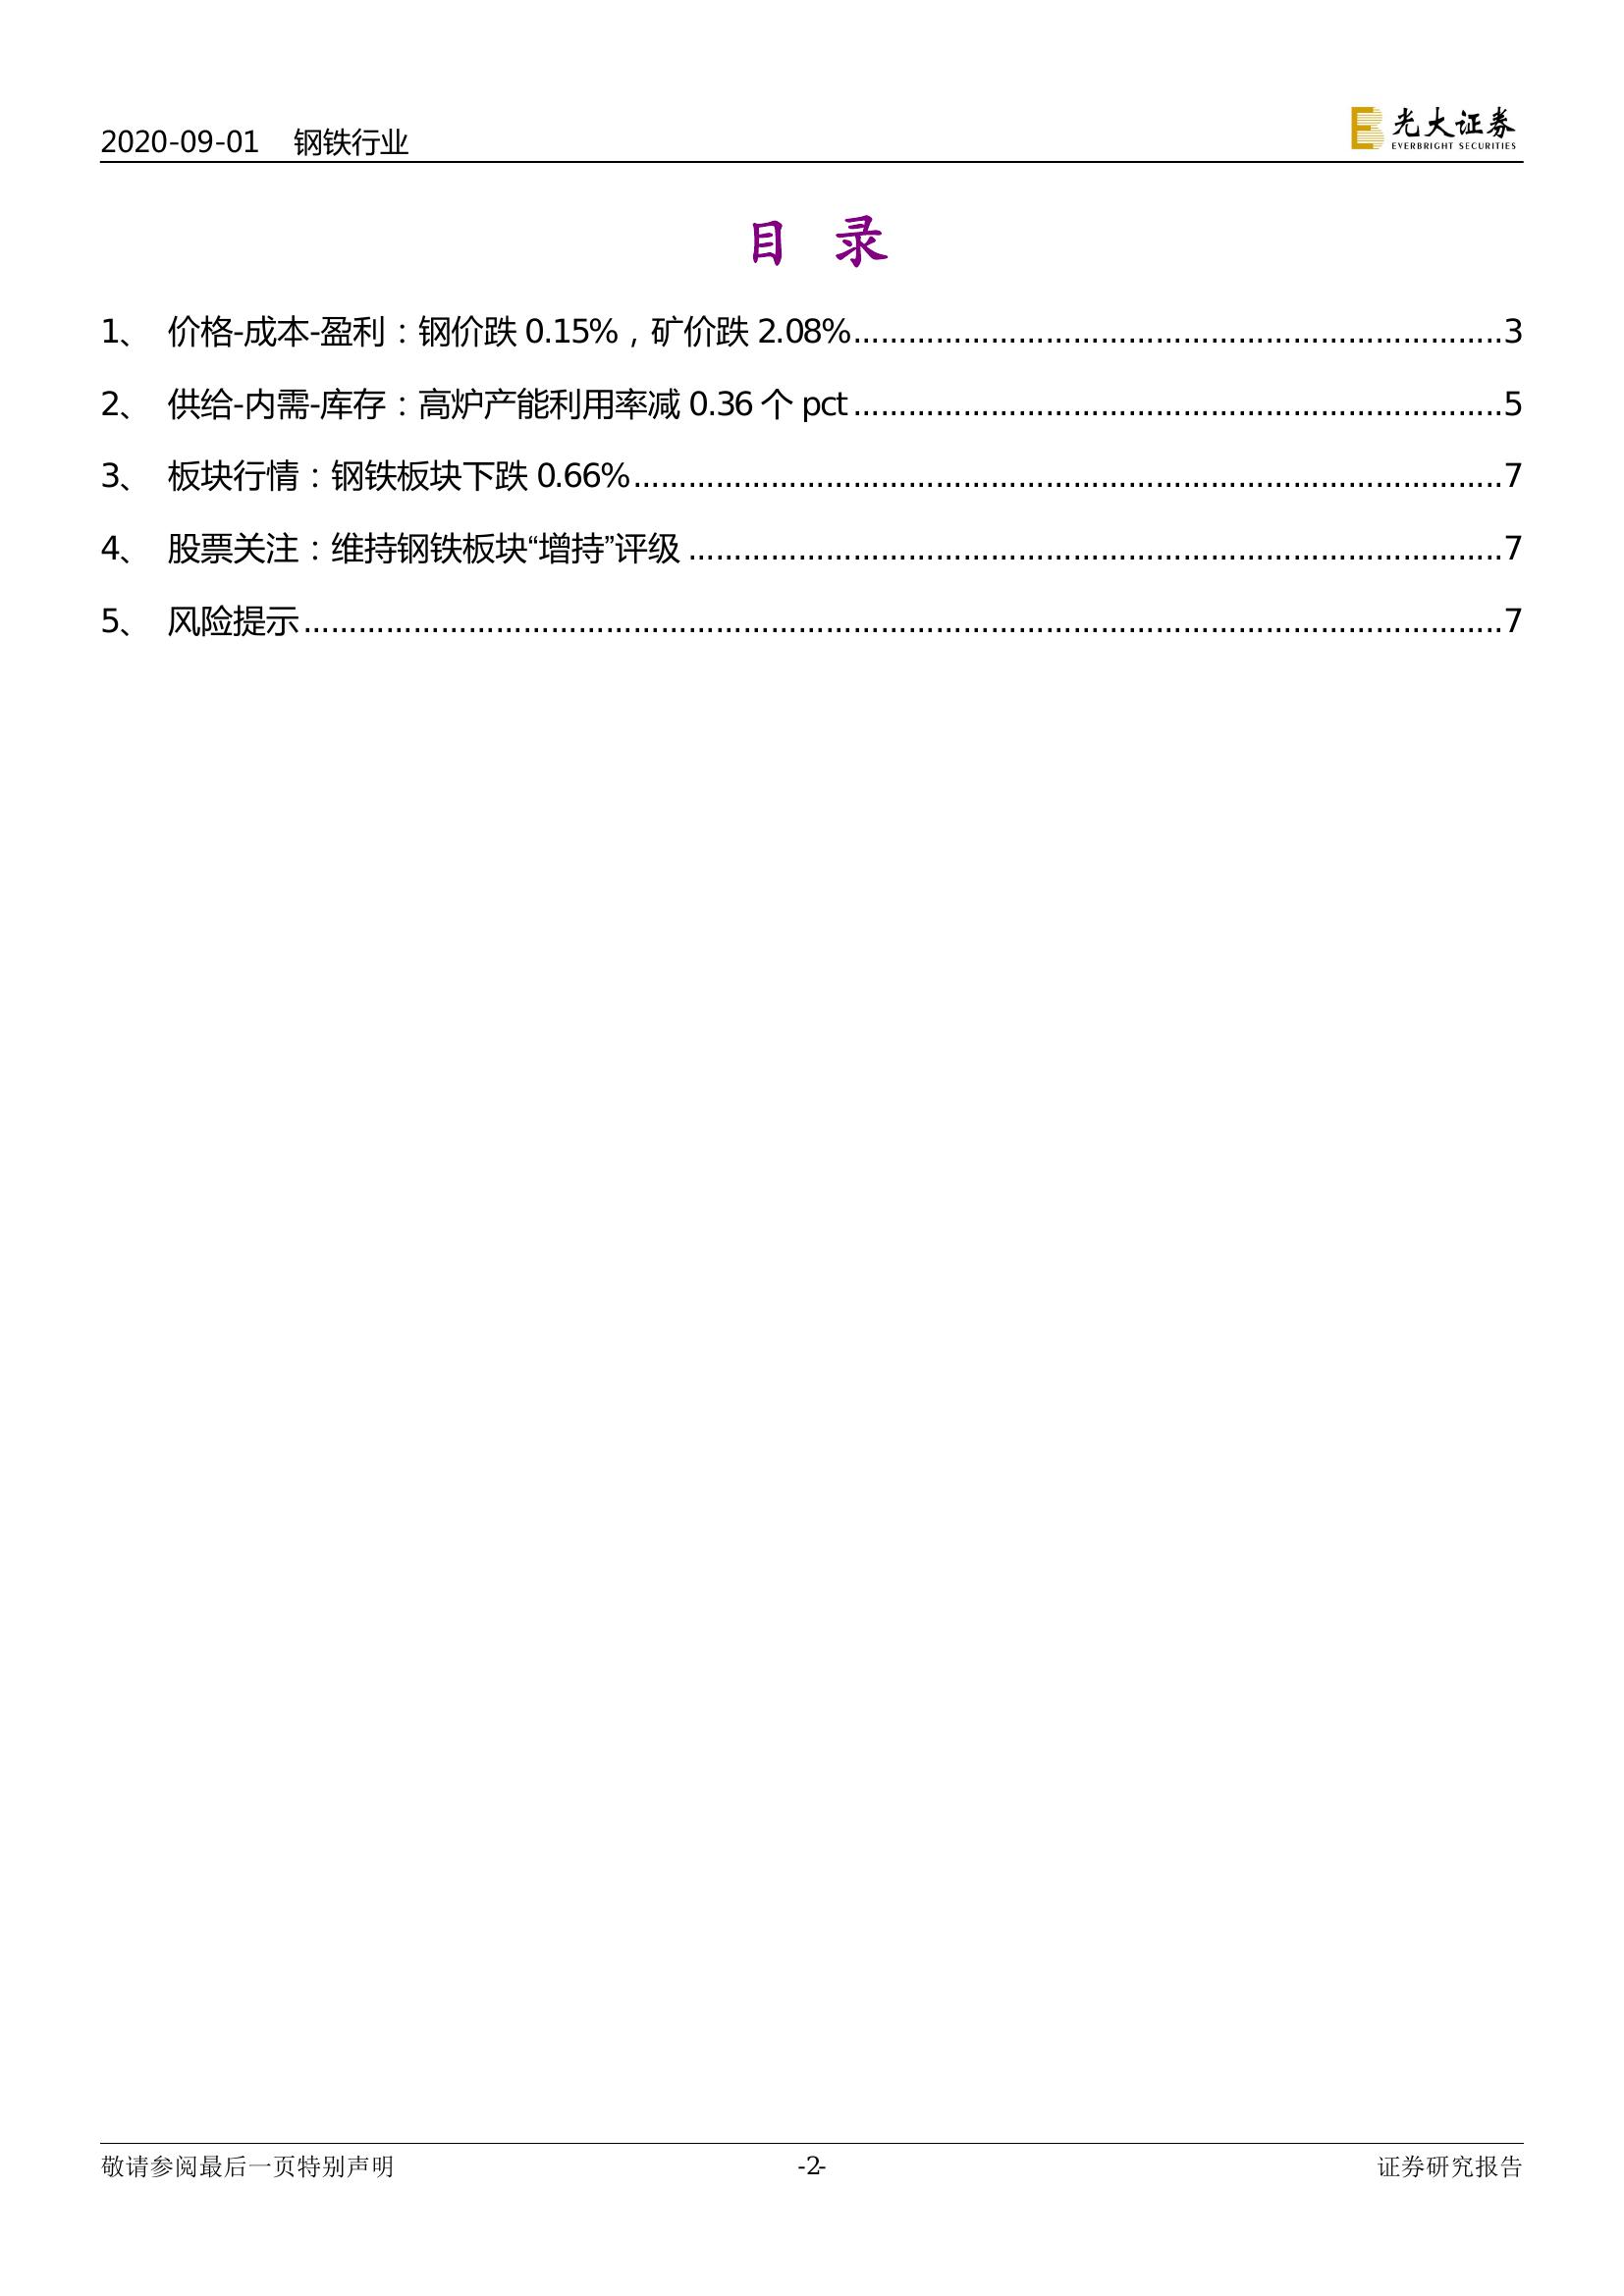 2020-09-01 钢铁行业
光大证券
EVERBRIGHT SECURITIES
目 录
1、 价格-成本-盈利：钢价跌 0.15%，矿价跌 2.08%........................................................................3
2、 供给-内需-库存：高炉产能利用率减 0.36 个 pct ........................................................................5
3、 板块行情：钢铁板块下跌 0.66%................................................................................................7
4、 股票关注：维持钢铁板块“增持”评级 ..........................................................................................7
5、 风险提示....................................................................................................................................7
敬请参阅最后一页特别声明 -2- 证券研究报告